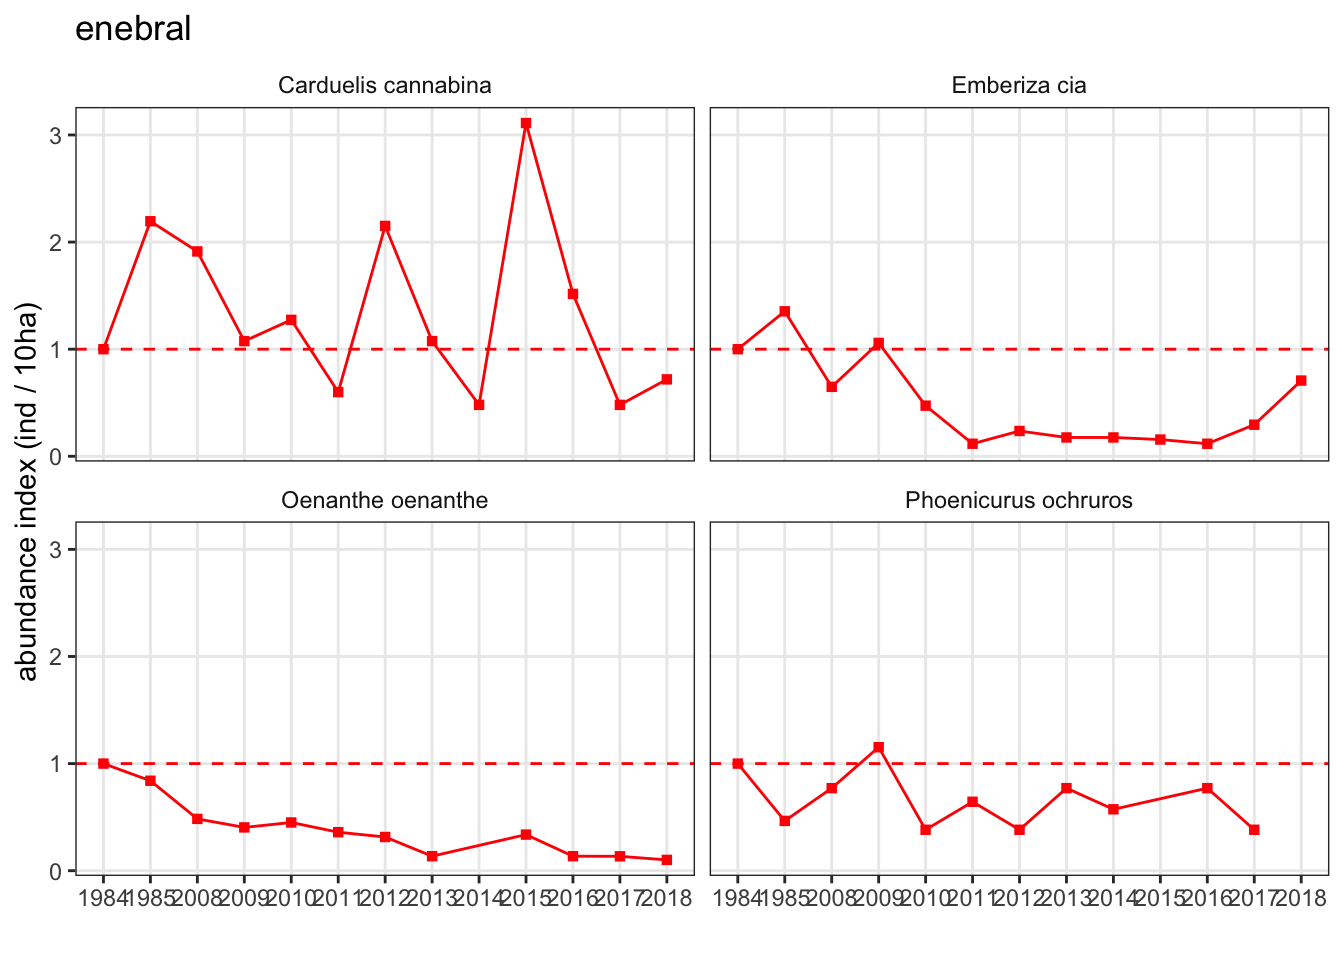 enebral
Carduelis cannabina
Emberiza cia
3
2
1
0
abundance index (ind / 10ha)
Oenanthe oenanthe
Phoenicurus ochruros
3
2
1
0
1984 1985 2008 2009 2010 2011 2012 2013 2014 2015 2016 2017 2018
1984 1985 2008 2009 2010 2011 2012 2013 2014 2015 2016 2017 2018